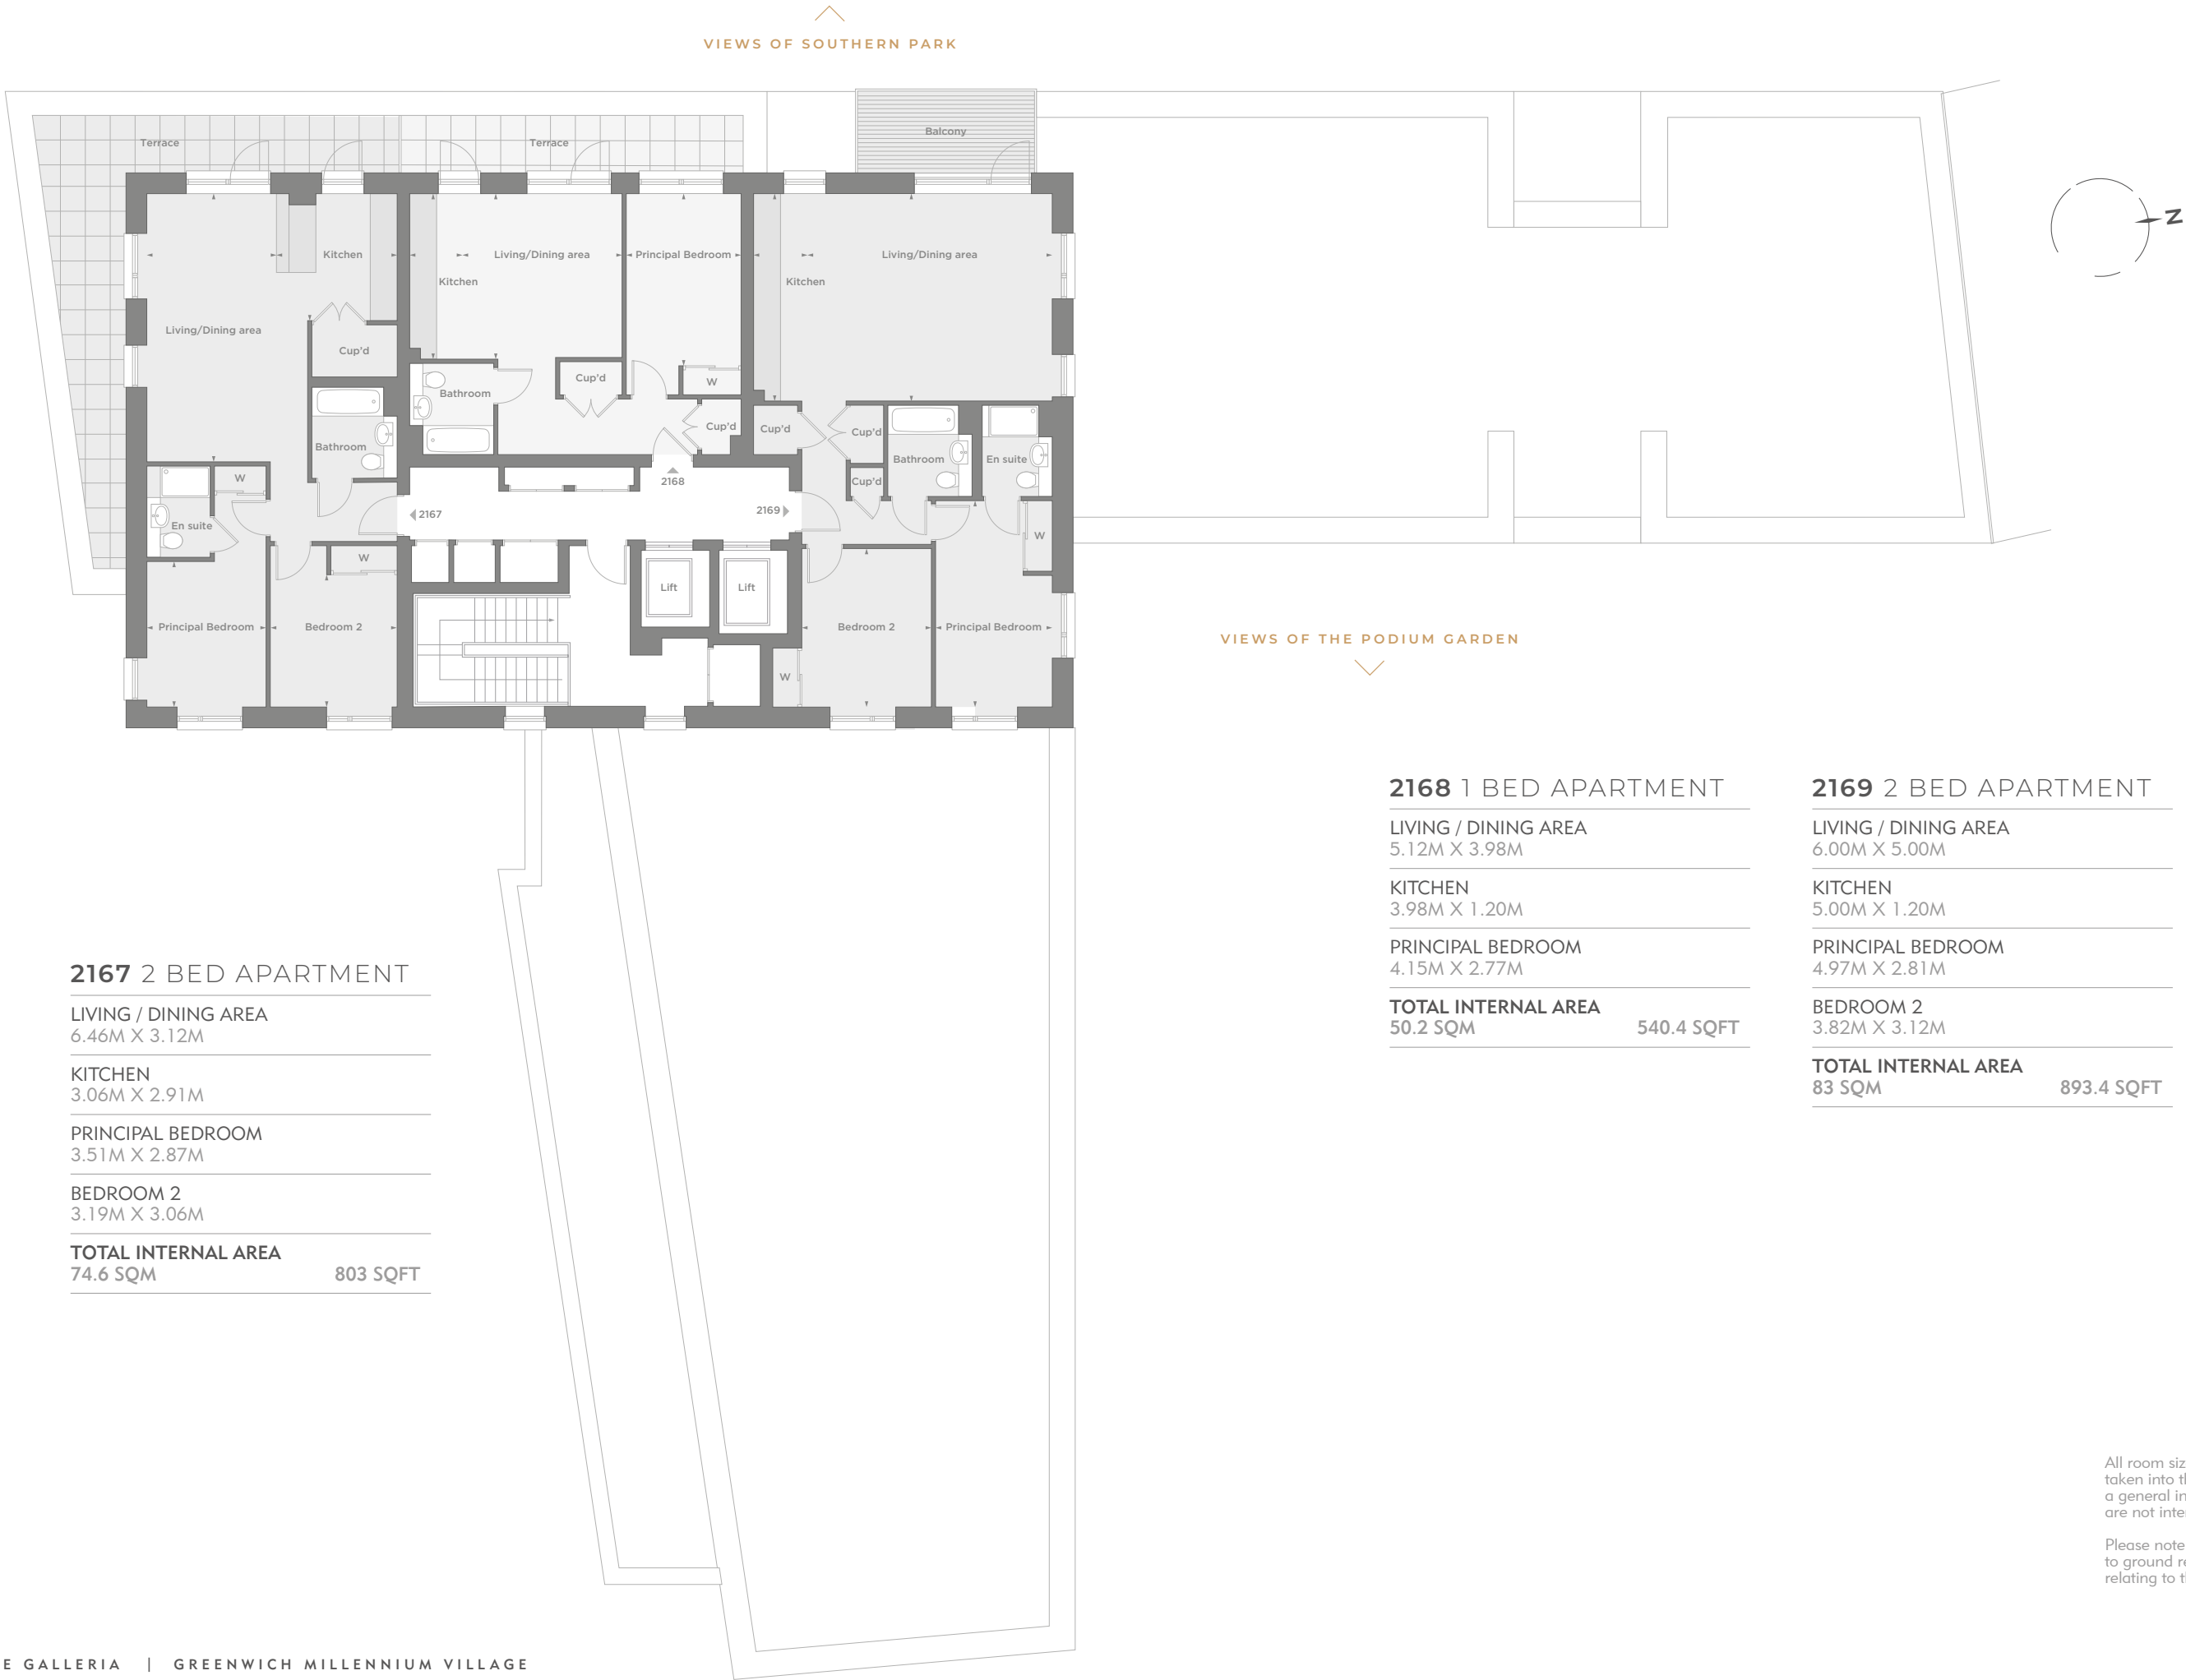 VIEWS OF SOUTHERN PARK
Terrace
Terrace
Balcony
N
Kitchen
Living/Dining area
Principal Bedroom
Living/Dining area
Kitchen
Kitchen
Living/Dining area
Cup'd
Cup'd
W
Bathroom
Cup'd
Cup'd
Cup'd
Bathroom
Bathroom
En suite
W
2168
Cup'd
2167
2169
En suite
W
W
Lift
Lift
Principal Bedroom
Bedroom 2
Bedroom 2
Principal Bedroom
W
VIEWS OF THE PODIUM GARDEN
2168 1 BED APARTMENT
LIVING / DINING AREA
5.12M X 3.98M
KITCHEN
3.98M X 1.20M
PRINCIPAL BEDROOM
4.15M X 2.77M
TOTAL INTERNAL AREA
50.2 SQM 540.4 SQFT
2169 2 BED APARTMENT
LIVING / DINING AREA
6.00M X 5.00M
KITCHEN
5.00M X 1.20M
PRINCIPAL BEDROOM
4.97M X 2.81M
BEDROOM 2
3.82M X 3.12M
TOTAL INTERNAL AREA
83 SQM 893.4 SQFT
2167 2 BED APARTMENT
LIVING / DINING AREA
6.46M X 3.12M
KITCHEN
3.06M X 2.91M
PRINCIPAL BEDROOM
3.51M X 2.87M
BEDROOM 2
3.19M X 3.06M
TOTAL INTERNAL AREA
74.6 SQM 803 SQFT
All room
taken into
a general
are not
Please note
to ground
relating to
E GALLERIA | GREENWICH MILLENNIUM VILLAGE